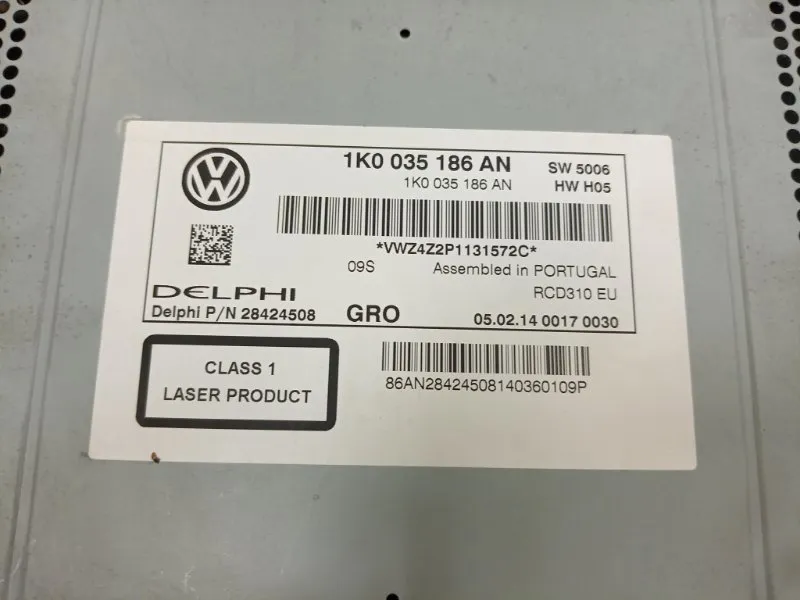 1K0 035 186 AN SW 5006
1K0 035 186 AN HW H05
*VWZ4Z2P1131572C*
09S Assembled in PORTUGAL
DELPHI RCD310 EU
Delphi P/N 28424508 GRO 05.02.14 0017 0030
CLASS 1
LASER PRODUCT
86AN28424508140360109P